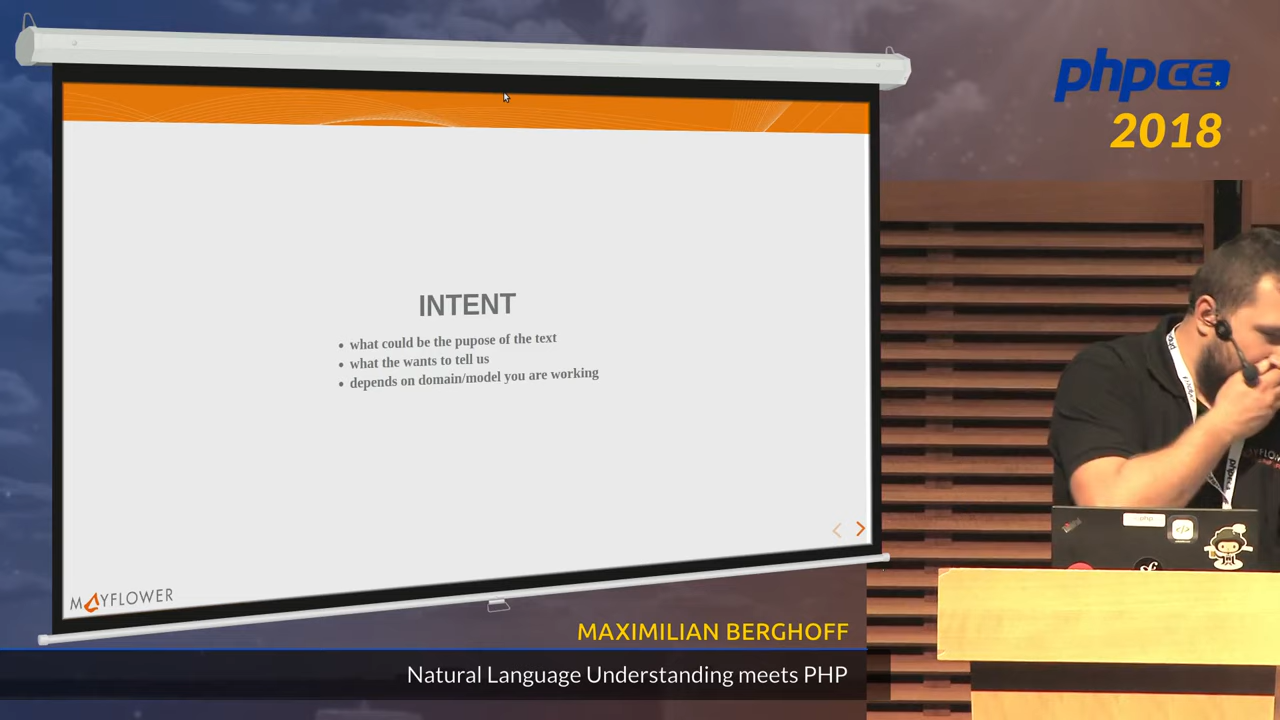 phpce
2018
INTENT
• what could be the pupose of the text
• what the wants to tell us
• depends on domain/model you are working
MAYFLOWER
MAXIMILIAN BERGHOFF
Natural Language Understanding meets PHP
php